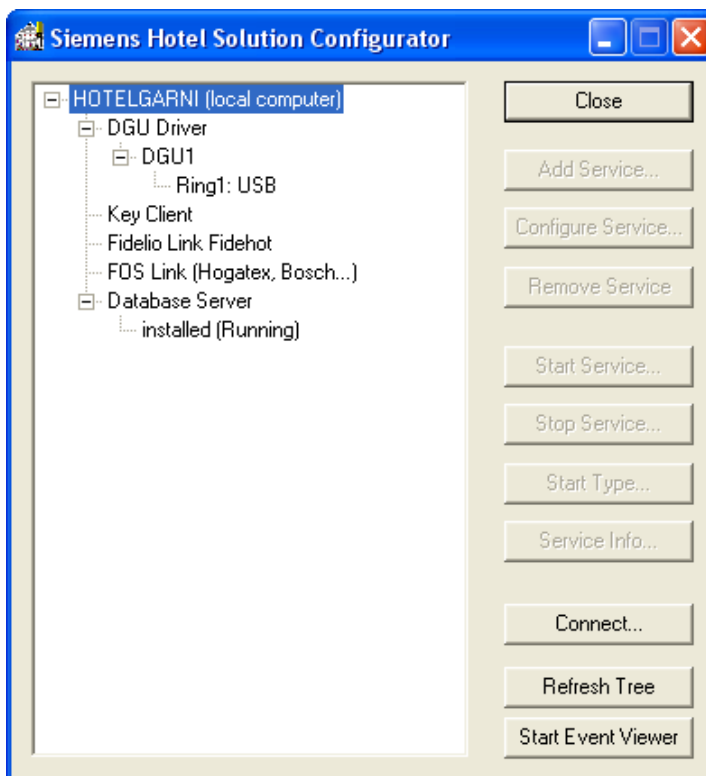 Siemens Hotel Solution Configurator
HOTELGARNI (local computer)
DGU Driver
DGU1
Ring1: USB
Key Client
Fidelio Link Fidehot
FOS Link (Hogatex, Bosch...)
Database Server
installed (Running)
Close
Add Service...
Configure Service...
Remove Service
Start Service...
Stop Service...
Start Type...
Service Info...
Connect...
Refresh Tree
Start Event Viewer